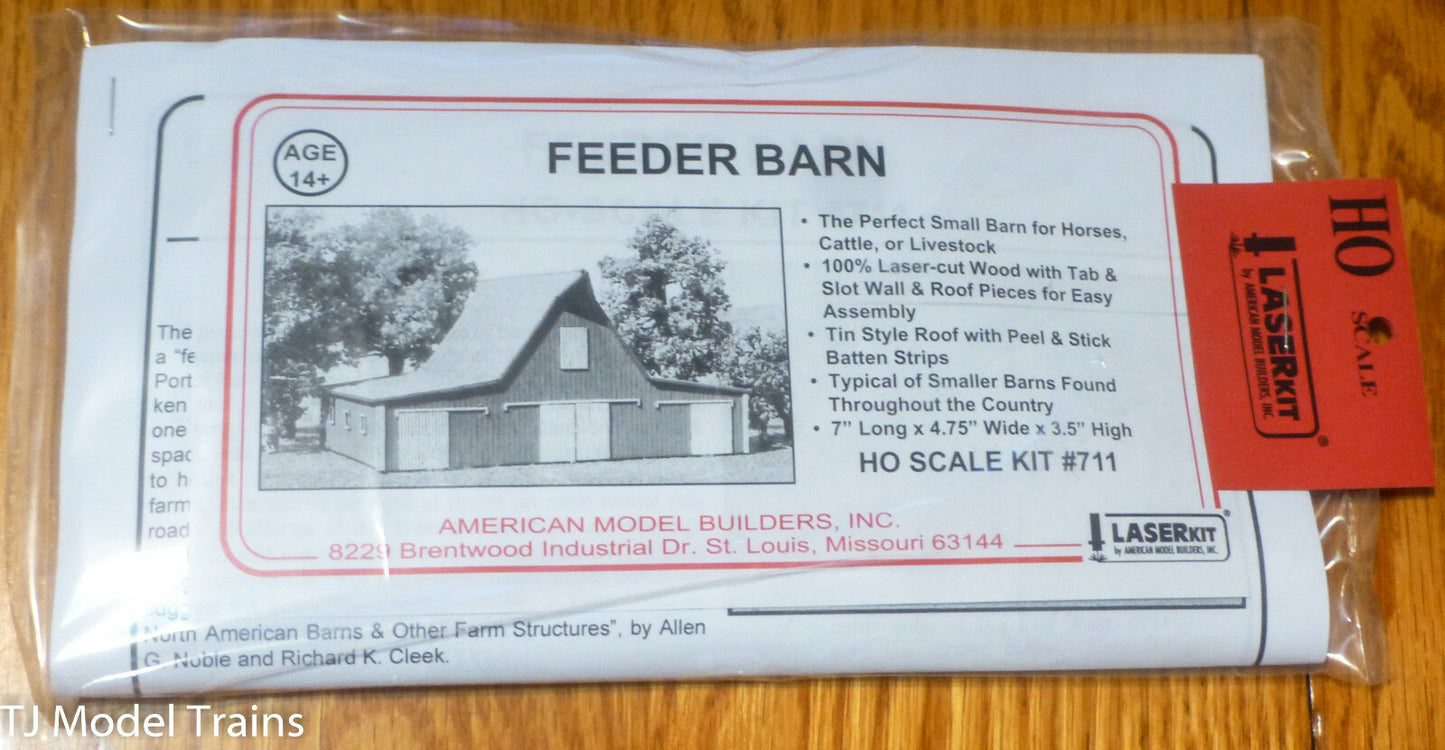 AGE
14+
FEEDER BARN
• The Perfect Small Barn for Horses,
Cattle, or Livestock
• 100% Laser-cut Wood with Tab &
Slot Wall & Roof Pieces for Easy
Assembly
• Tin Style Roof with Peel & Stick
Batten Strips
• Typical of Smaller Barns Found
Throughout the Country
• 7” Long x 4.75” Wide x 3.5” High
HO SCALE KIT #711
AMERICAN MODEL BUILDERS, INC.
8229 Brentwood Industrial Dr. St. Louis, Missouri 63144
LASERKIT®
by AMERICAN MODEL BUILDERS, INC.
HO SCALE
LASERKIT®
by AMERICAN MODEL BUILDERS, INC.
The
a “fe
Port
ken
one
spac
to h
farm
road
North American Barns & Other Farm Structures”, by Allen
G. Noble and Richard K. Cleek.
TJ Model Trains